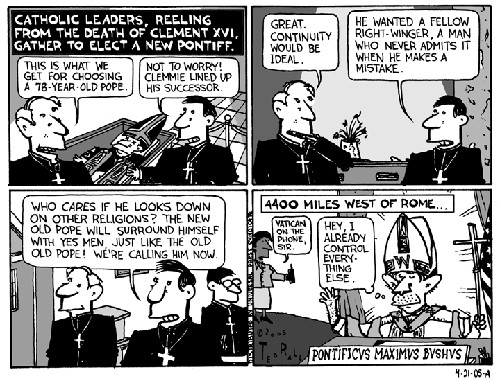 CATHOLIC LEADERS, REELING
FROM THE DEATH OF CLEMENT XVI,
GATHER TO ELECT A NEW PONTIFF.
THIS IS WHAT WE
GET FOR CHOOSING
A 78-YEAR-OLD POPE.
NOT TO WORRY!
CLEMMIE LINED UP
HIS SUCCESSOR.
GREAT.
CONTINUITY
WOULD BE
IDEAL.
HE WANTED A FELLOW
RIGHT-WINGER, A MAN
WHO NEVER ADMITS IT
WHEN HE MAKES A
MISTAKE.
WHO CARES IF HE LOOKS DOWN
ON OTHER RELIGIONS? THE NEW
OLD POPE WILL SURROUND HIMSELF
WITH YES MEN. JUST LIKE THE OLD
OLD POPE! WE'RE CALLING HIM NOW.
4400 MILES WEST OF ROME...
VATICAN
ON THE
PHONE,
SIR.
HEY, I
ALREADY
CONTROL
EVERY-
THING
ELSE.
W
PONTIFICVS MAXIMVS BVSHVS
4-21-05-A